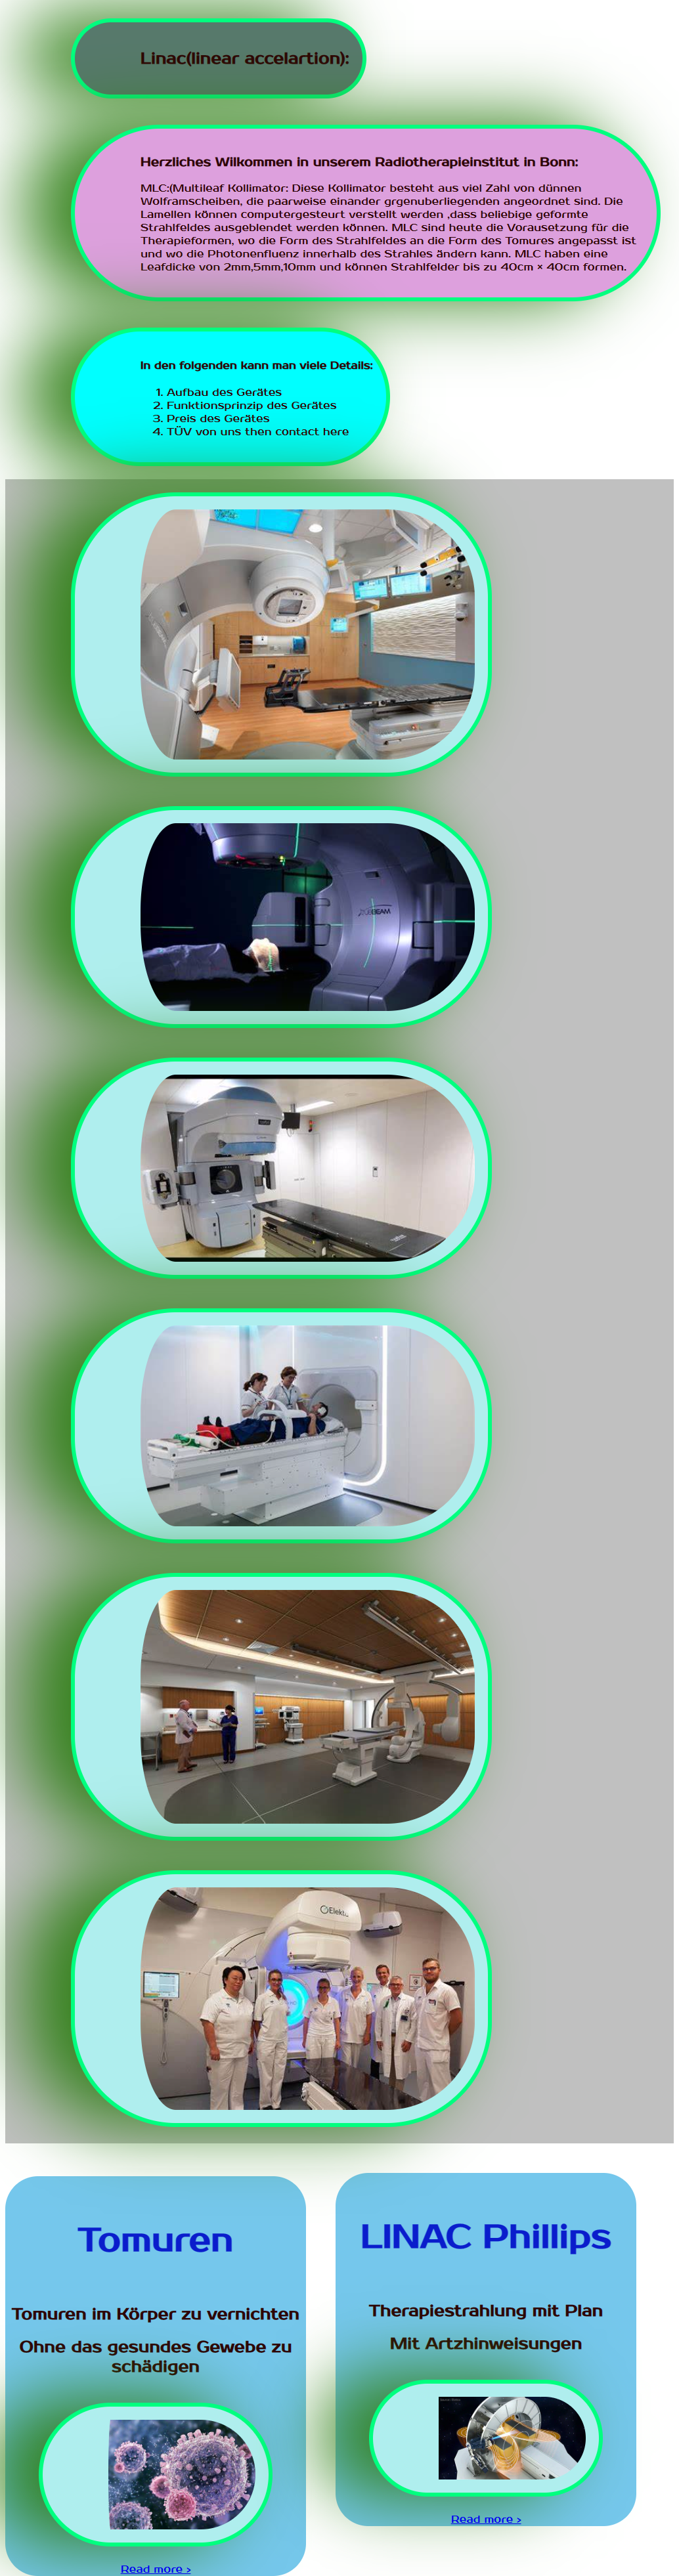 Linac(linear accelartion):
Herzliches Wilkommen in unserem Radiotherapieinstitut in Bonn:
MLC:(Multileaf Kollimator: Diese Kollimator besteht aus viel Zahl von dünnen
Wolframscheiben, die paarweise einander grgenuberliegenden angeordnet sind. Die
Lamellen können computergesteurt verstellt werden ,dass beliebige geformte
Strahlfeldes ausgeblendet werden können. MLC sind heute die Vorausetzung für die
Therapieformen, wo die Form des Strahlfeldes an die Form des Tomures angepasst ist
und wo die Photonenfluenz innerhalb des Strahles ändern kann. MLC haben eine
Leafdicke von 2mm,5mm,10mm und können Strahlfelder bis zu 40cm × 40cm formen.
In den folgenden kann man viele Details:
1. Aufbau des Gerätes
2. Funktionsprinzip des Gerätes
3. Preis des Gerätes
4. TÜV von uns then contact here
Elekta
Tomuren
Tomuren im Körper zu vernichten
Ohne das gesundes Gewebe zu
schädigen
Read more >
LINAC Phillips
Therapiestrahlung mit Plan
Mit Artzhinweisungen
Read more >